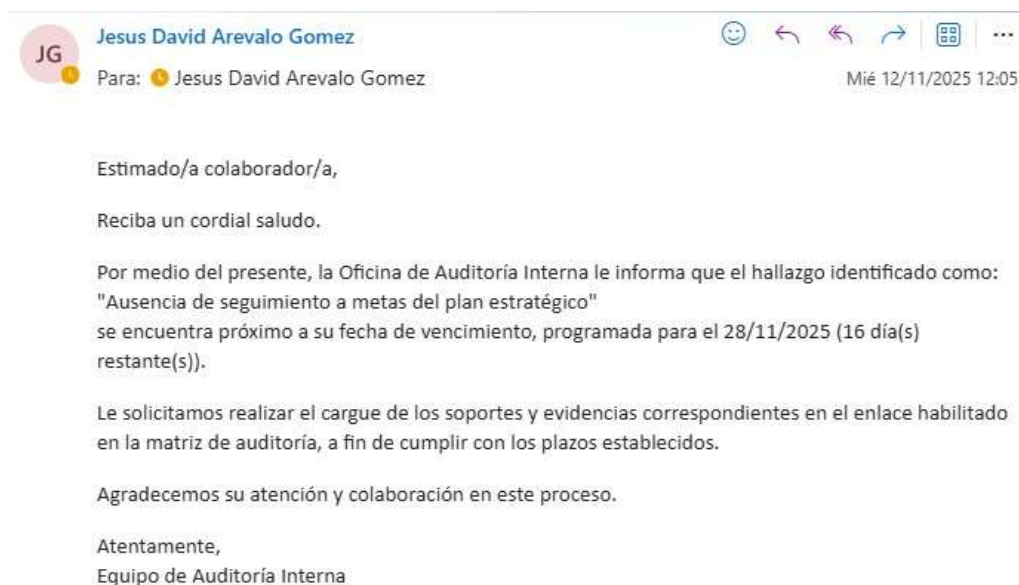 Jesus David Arevalo Gomez
JG
Para: Jesus David Arevalo Gomez
Mié 12/11/2025 12:05
Estimado/a colaborador/a,
Reciba un cordial saludo.
Por medio del presente, la Oficina de Auditoría Interna le informa que el hallazgo identificado como:
"Ausencia de seguimiento a metas del plan estratégico"
se encuentra próximo a su fecha de vencimiento, programada para el 28/11/2025 (16 día(s)
restante(s)).
Le solicitamos realizar el cargue de los soportes y evidencias correspondientes en el enlace habilitado
en la matriz de auditoría, a fin de cumplir con los plazos establecidos.
Agradecemos su atención y colaboración en este proceso.
Atentamente,
Equipo de Auditoría Interna